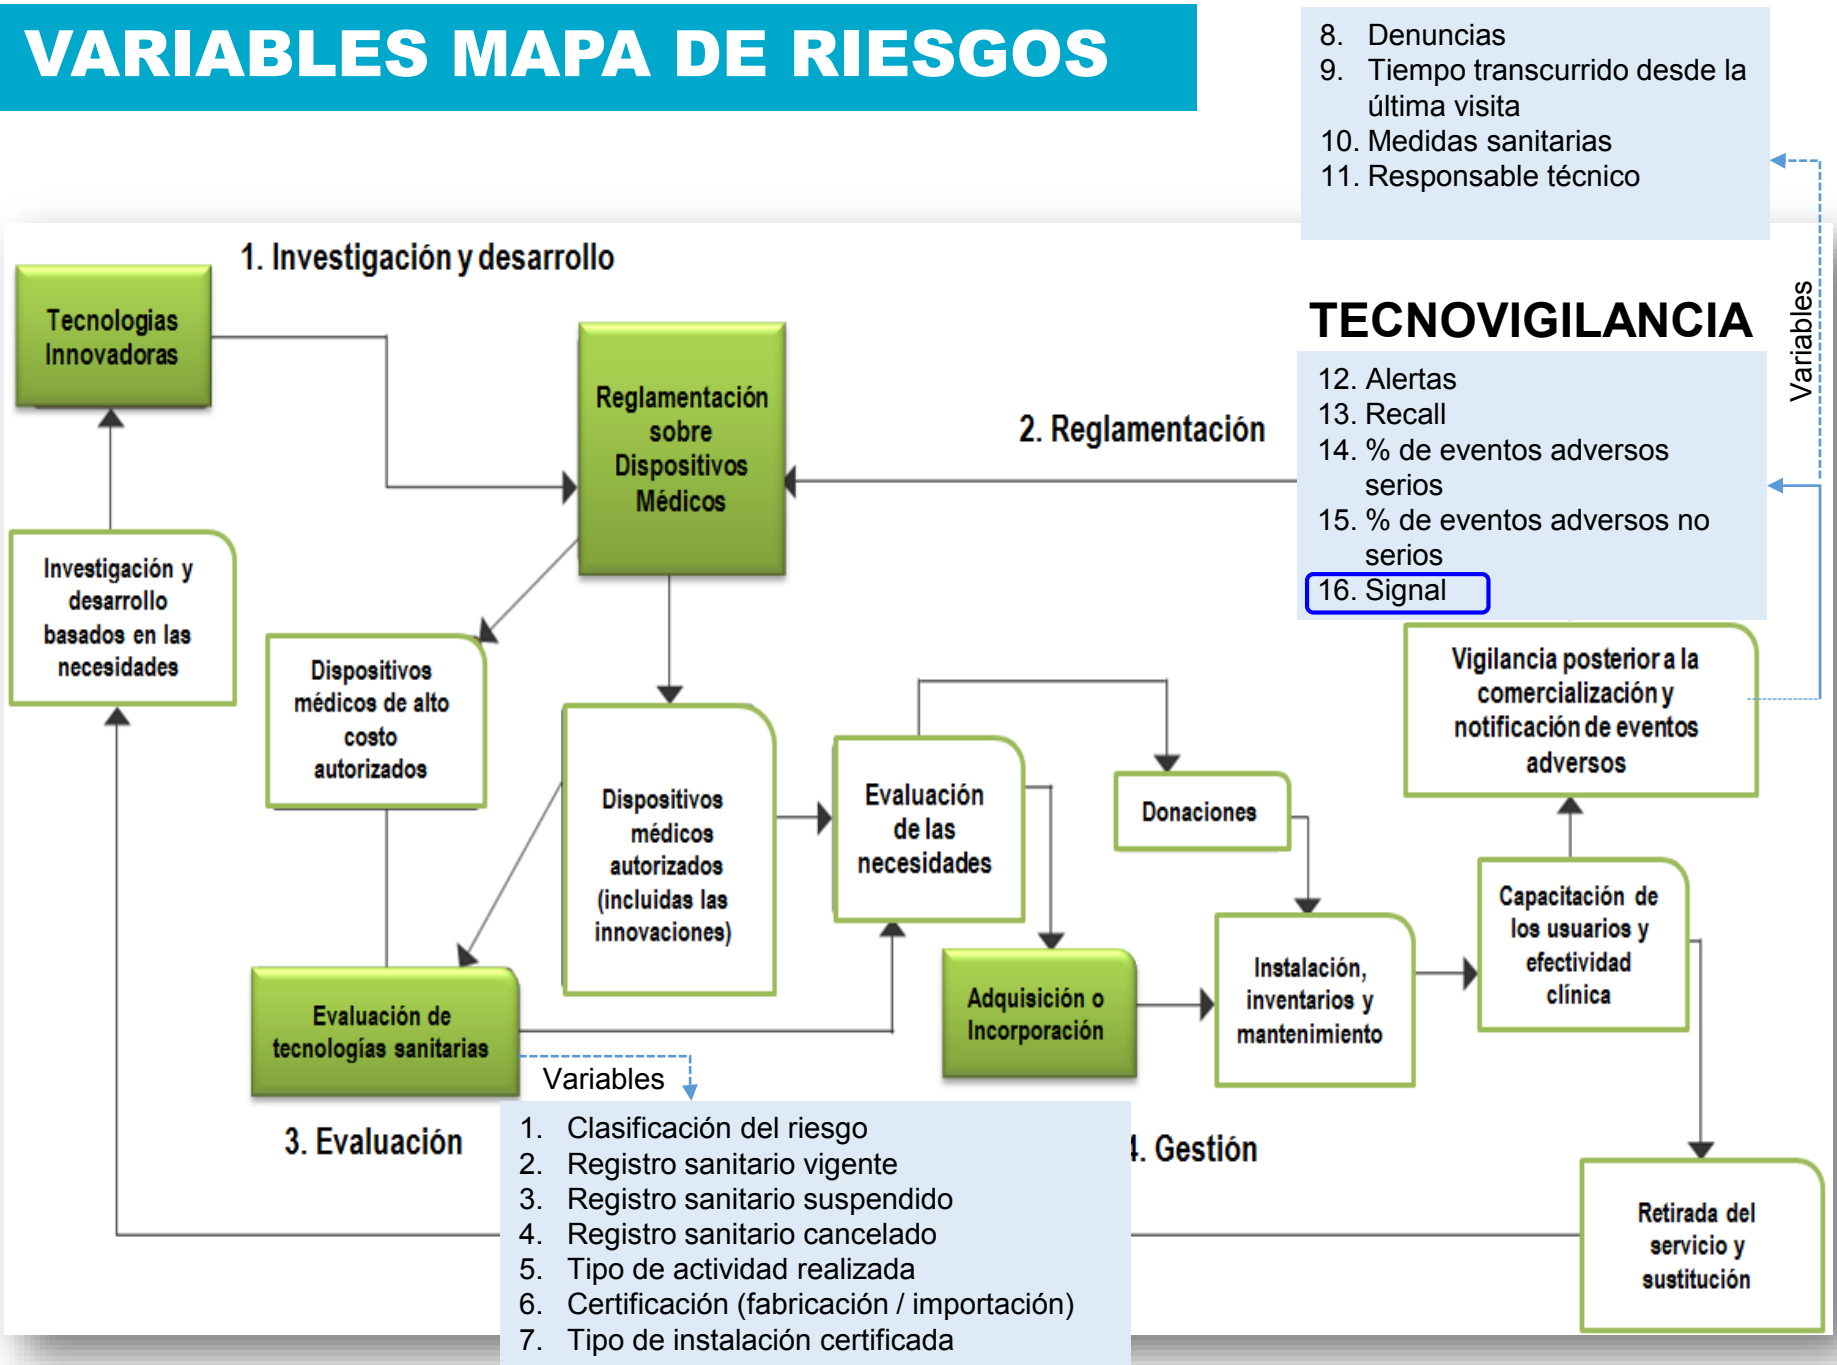 VARIABLES MAPA DE RIESGOS
8. Denuncias
9. Tiempo transcurrido desde la
última visita
10. Medidas sanitarias
11. Responsable técnico
Variables
1. Investigación y desarrollo
Tecnologias
Innovadoras
Reglamentación
sobre
Dispositivos
Médicos
2. Reglamentación
TECNOVIGILANCIA
12. Alertas
13. Recall
14. % de eventos adversos
serios
15. % de eventos adversos no
serios
16. Signal
Investigación y
desarrollo
basados en las
necesidades
Dispositivos
médicos de alto
costo
autorizados
Dispositivos
médicos
autorizados
(incluidas las
innovaciones)
Evaluación
de las
necesidades
Donaciones
Vigilancia posterior a la
comercialización y
notificación de eventos
adversos
Capacitación de
los usuarios y
efectividad
clínica
Instalación,
inventarios y
mantenimiento
Adquisición o
Incorporación
Evaluación de
tecnologías sanitarias
Variables
3. Evaluación
1. Clasificación del riesgo
2. Registro sanitario vigente
3. Registro sanitario suspendido
4. Registro sanitario cancelado
5. Tipo de actividad realizada
6. Certificación (fabricación / importación)
7. Tipo de instalación certificada
4. Gestión
Retirada del
servicio y
sustitución